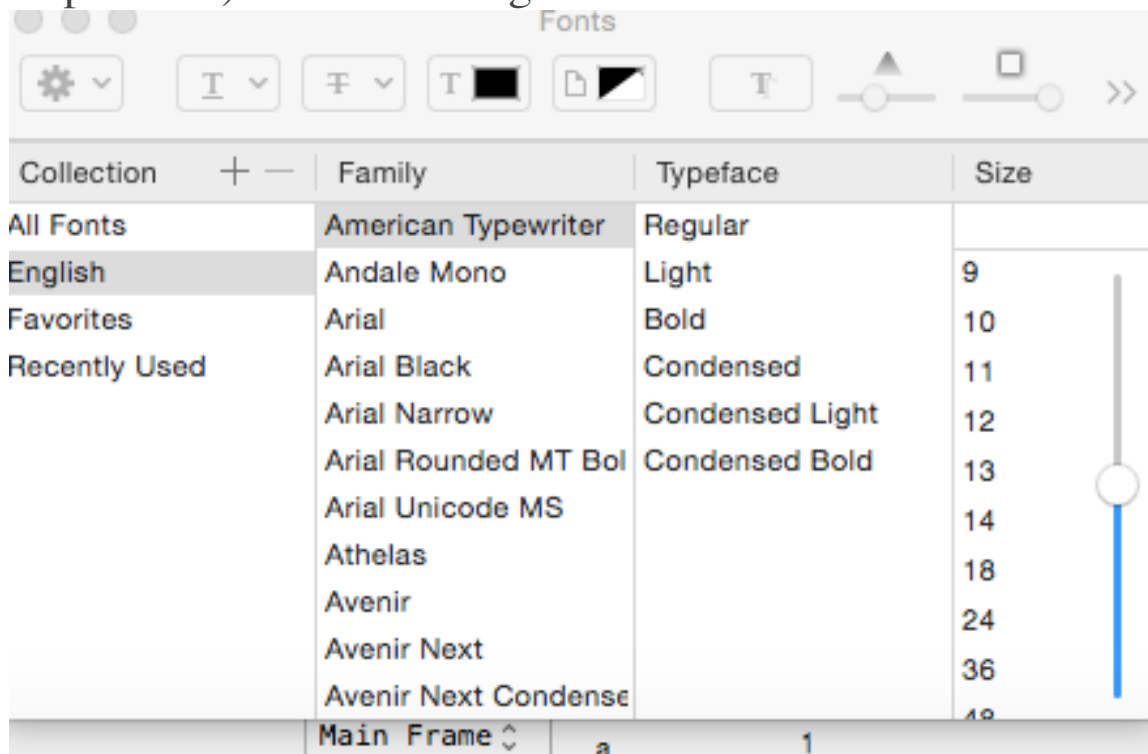 Fonts
Collection + — Family Typeface Size
All Fonts American Typewriter Regular
English Andale Mono Light 9
Favorites Arial Bold 10
Recently Used Arial Black Condensed 11
Arial Narrow Condensed Light 12
Arial Rounded MT Bol Condensed Bold 13
Arial Unicode MS 14
Athelas 18
Avenir 24
Avenir Next 36
Avenir Next Condense
Main Frame a 1